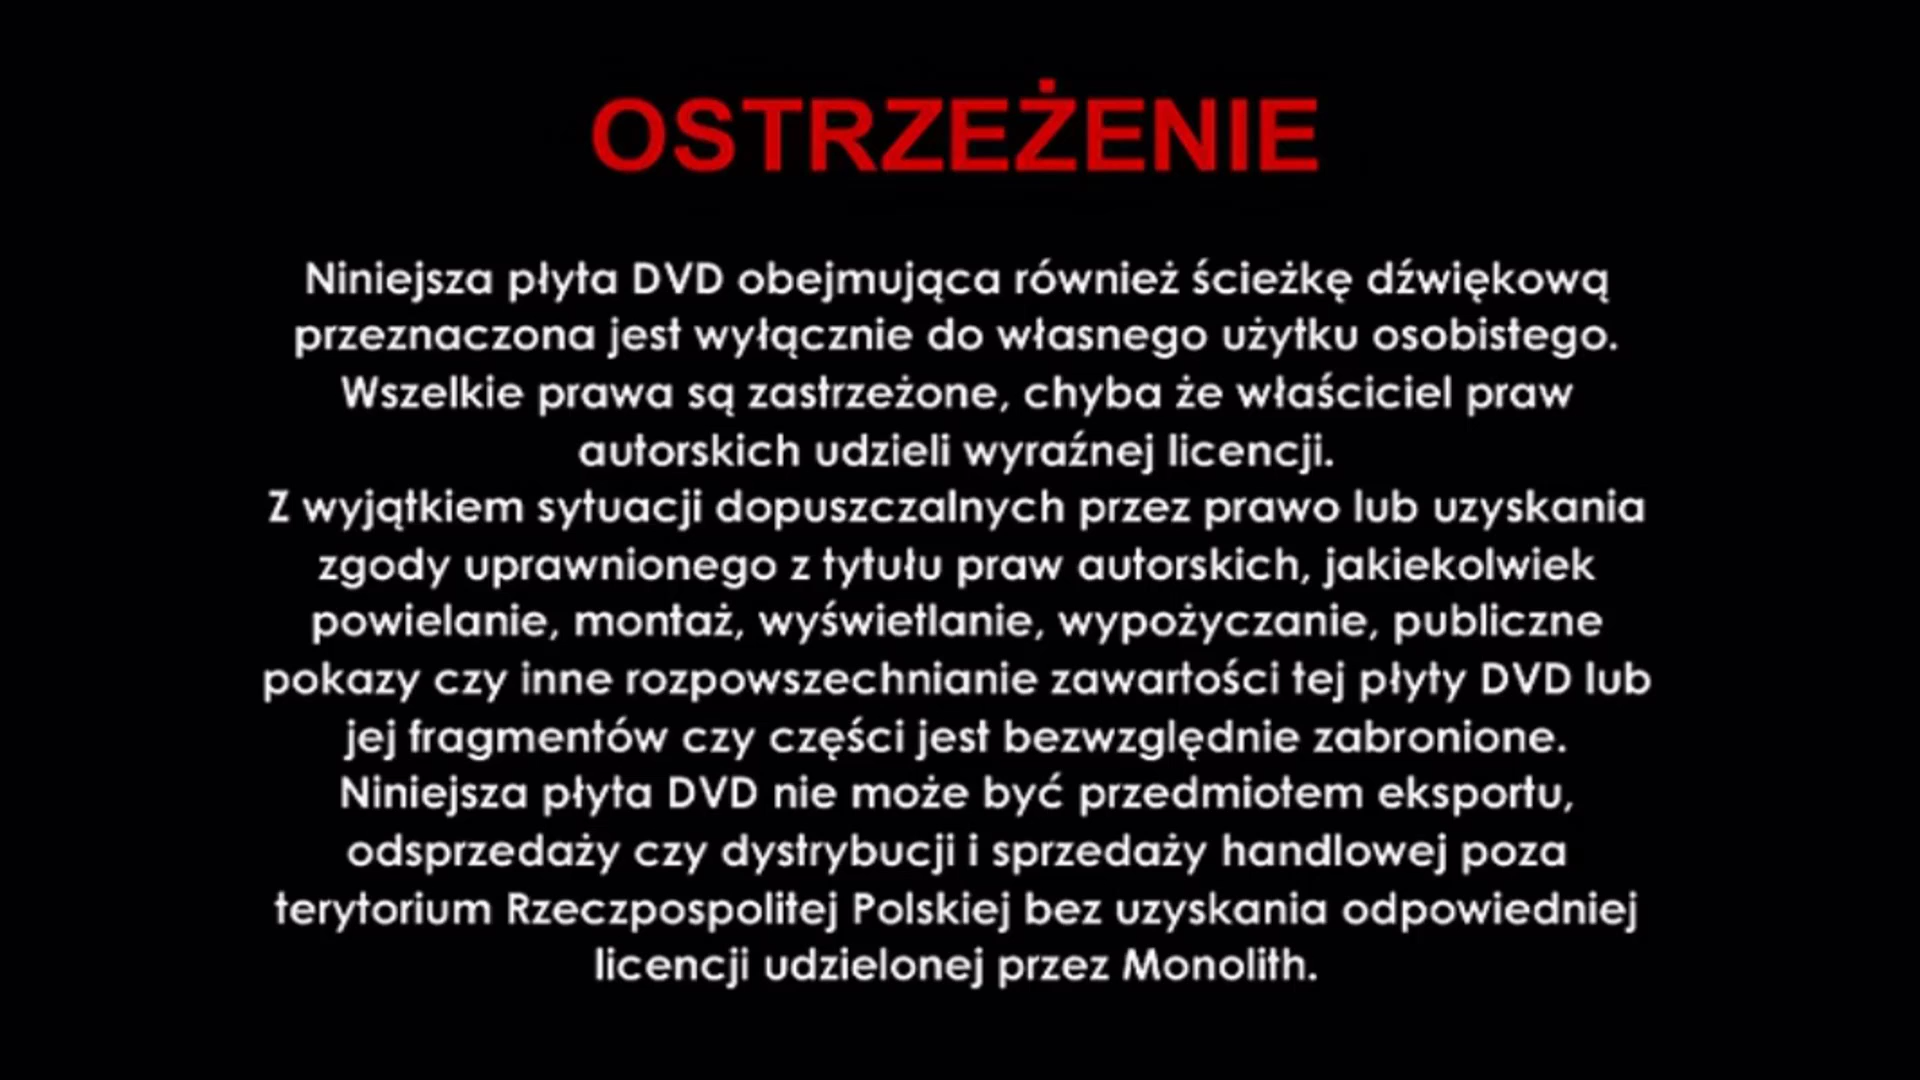 OSTRZEŻENIE
Niniejsza płyta DVD obejmująca również ścieżkę dźwiękową
przeznaczona jest wyłącznie do własnego użytku osobistego.
Wszelkie prawa są zastrzeżone, chyba że właściciel praw
autorskich udzieli wyraźnej licencji.
Z wyjątkiem sytuacji dopuszczalnych przez prawo lub uzyskania
zgody uprawnionego z tytułu praw autorskich, jakiekolwiek
powielanie, montaż, wyświetlanie, wypożyczanie, publiczne
pokazy czy inne rozpowszechnianie zawartości tej płyty DVD lub
jej fragmentów czy części jest bezwzględnie zabronione.
Niniejsza płyta DVD nie może być przedmiotem eksportu,
odsprzedaży czy dystrybucji i sprzedaży handlowej poza
terytorium Rzeczpospolitej Polskiej bez uzyskania odpowiedniej
licencji udzielonej przez Monolith.